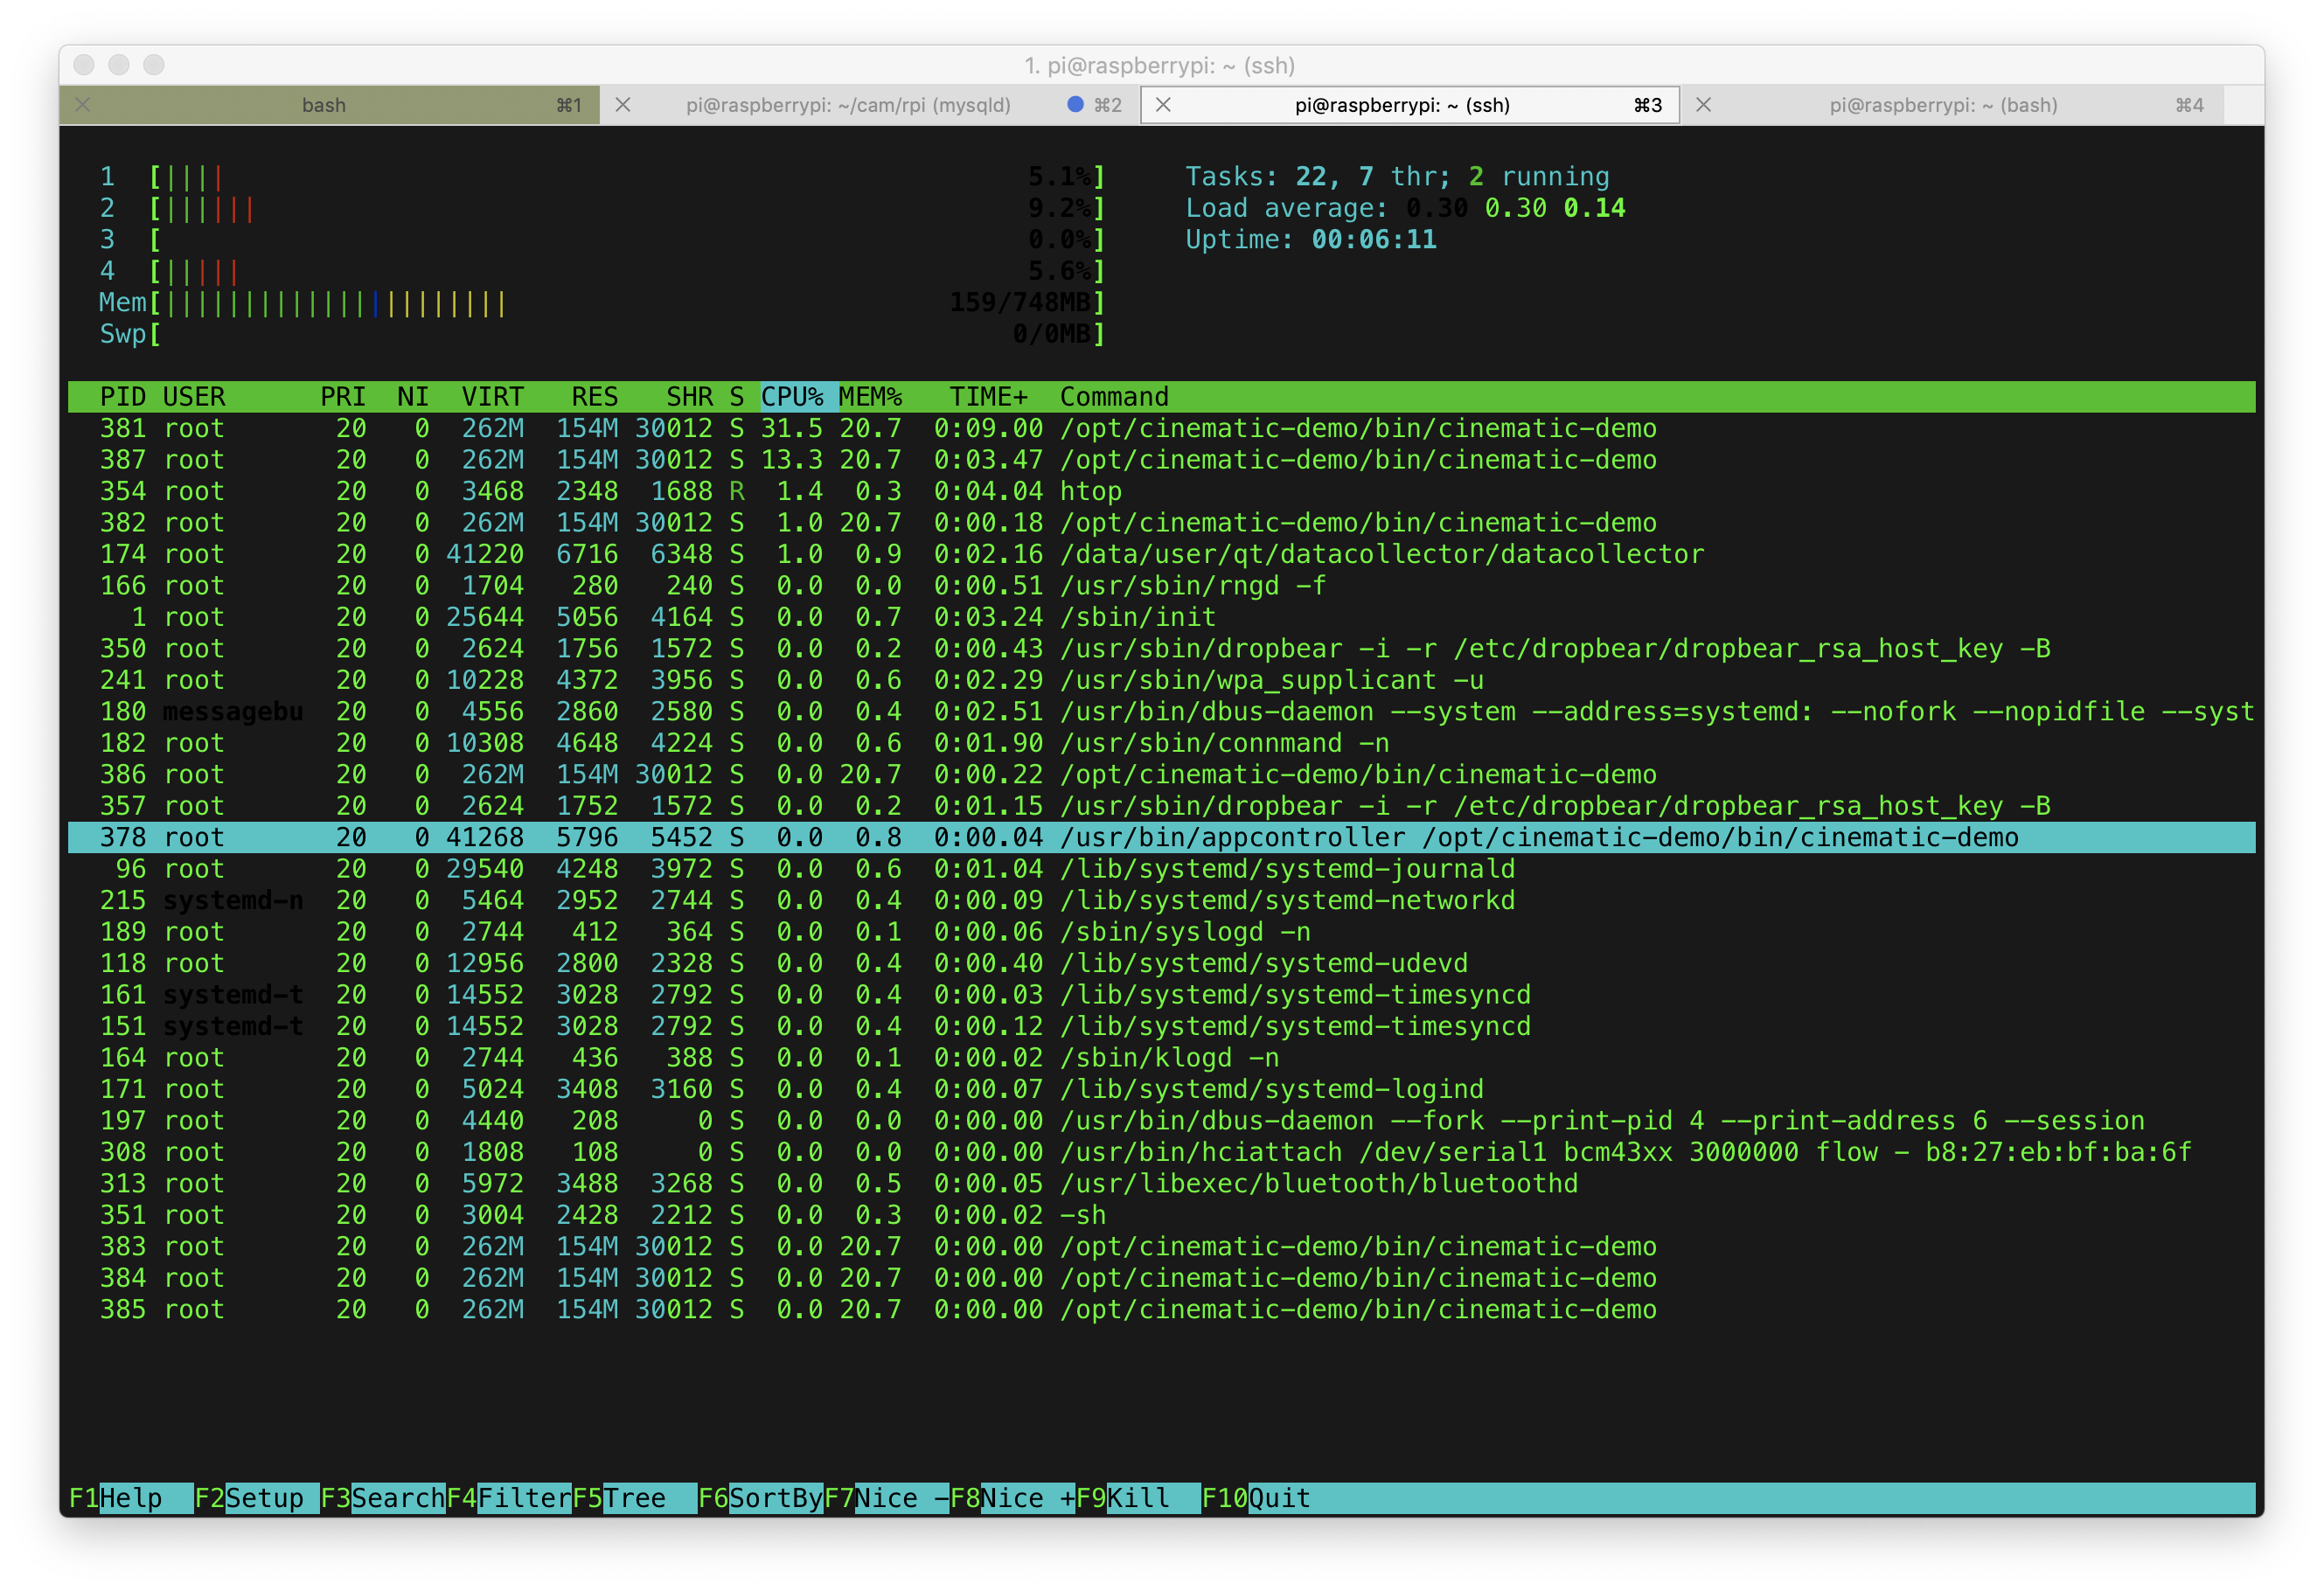 1. pi@raspberrypi: ~ (ssh)
bash ⌘1 pi@raspberrypi: ~/cam/rpi (mysqld) ⌘2 pi@raspberrypi: ~ (ssh) ⌘3 pi@raspberrypi: ~ (bash) ⌘4
1 [|||| 5.1%] Tasks: 22, 7 thr; 2 running
2 [|||||| 9.2%] Load average: 0.30 0.30 0.14
3 [ 0.0%] Uptime: 00:06:11
4 [||||| 5.6%]
Mem[|||||||||||||||||||||| 159/748MB]
Swp[ 0/0MB]
PID USER PRI NI VIRT RES SHR S CPU% MEM% TIME+ Command
381 root 20 0 262M 154M 30012 S 31.5 20.7 0:09.00 /opt/cinematic-demo/bin/cinematic-demo
387 root 20 0 262M 154M 30012 S 13.3 20.7 0:03.47 /opt/cinematic-demo/bin/cinematic-demo
354 root 20 0 3468 2348 1688 R 1.4 0.3 0:04.04 htop
382 root 20 0 262M 154M 30012 S 1.0 20.7 0:00.18 /opt/cinematic-demo/bin/cinematic-demo
174 root 20 0 41220 6716 6348 S 1.0 0.9 0:02.16 /data/user/qt/datacollector/datacollector
166 root 20 0 1704 280 240 S 0.0 0.0 0:00.51 /usr/sbin/rngd -f
1 root 20 0 25644 5056 4164 S 0.0 0.7 0:03.24 /sbin/init
350 root 20 0 2624 1756 1572 S 0.0 0.2 0:00.43 /usr/sbin/dropbear -i -r /etc/dropbear/dropbear_rsa_host_key -B
241 root 20 0 10228 4372 3956 S 0.0 0.6 0:02.29 /usr/sbin/wpa_supplicant -u
180 messagebu 20 0 4556 2860 2580 S 0.0 0.4 0:02.51 /usr/bin/dbus-daemon --system --address=systemd: --nofork --nopidfile --syst
182 root 20 0 10308 4648 4224 S 0.0 0.6 0:01.90 /usr/sbin/connmand -n
386 root 20 0 262M 154M 30012 S 0.0 20.7 0:00.22 /opt/cinematic-demo/bin/cinematic-demo
357 root 20 0 2624 1752 1572 S 0.0 0.2 0:01.15 /usr/sbin/dropbear -i -r /etc/dropbear/dropbear_rsa_host_key -B
378 root 20 0 41268 5796 5452 S 0.0 0.8 0:00.04 /usr/bin/appcontroller /opt/cinematic-demo/bin/cinematic-demo
96 root 20 0 29540 4248 3972 S 0.0 0.6 0:01.04 /lib/systemd/systemd-journald
215 systemd-n 20 0 5464 2952 2744 S 0.0 0.4 0:00.09 /lib/systemd/systemd-networkd
189 root 20 0 2744 412 364 S 0.0 0.1 0:00.06 /sbin/syslogd -n
118 root 20 0 12956 2800 2328 S 0.0 0.4 0:00.40 /lib/systemd/systemd-udevd
161 systemd-t 20 0 14552 3028 2792 S 0.0 0.4 0:00.03 /lib/systemd/systemd-timesyncd
151 systemd-t 20 0 14552 3028 2792 S 0.0 0.4 0:00.12 /lib/systemd/systemd-timesyncd
164 root 20 0 2744 436 388 S 0.0 0.1 0:00.02 /sbin/klogd -n
171 root 20 0 5024 3408 3160 S 0.0 0.4 0:00.07 /lib/systemd/systemd-logind
197 root 20 0 4440 208 0 S 0.0 0.0 0:00.00 /usr/bin/dbus-daemon --fork --print-pid 4 --print-address 6 --session
308 root 20 0 1808 108 0 S 0.0 0.0 0:00.00 /usr/bin/hciattach /dev/serial1 bcm43xx 3000000 flow - b8:27:eb:bf:ba:6f
313 root 20 0 5972 3488 3268 S 0.0 0.5 0:00.05 /usr/libexec/bluetooth/bluetoothd
351 root 20 0 3004 2428 2212 S 0.0 0.3 0:00.02 -sh
383 root 20 0 262M 154M 30012 S 0.0 20.7 0:00.00 /opt/cinematic-demo/bin/cinematic-demo
384 root 20 0 262M 154M 30012 S 0.0 20.7 0:00.00 /opt/cinematic-demo/bin/cinematic-demo
385 root 20 0 262M 154M 30012 S 0.0 20.7 0:00.00 /opt/cinematic-demo/bin/cinematic-demo
F1Help F2Setup F3SearchF4FilterF5Tree F6SortByF7Nice -F8Nice +F9Kill F10Quit